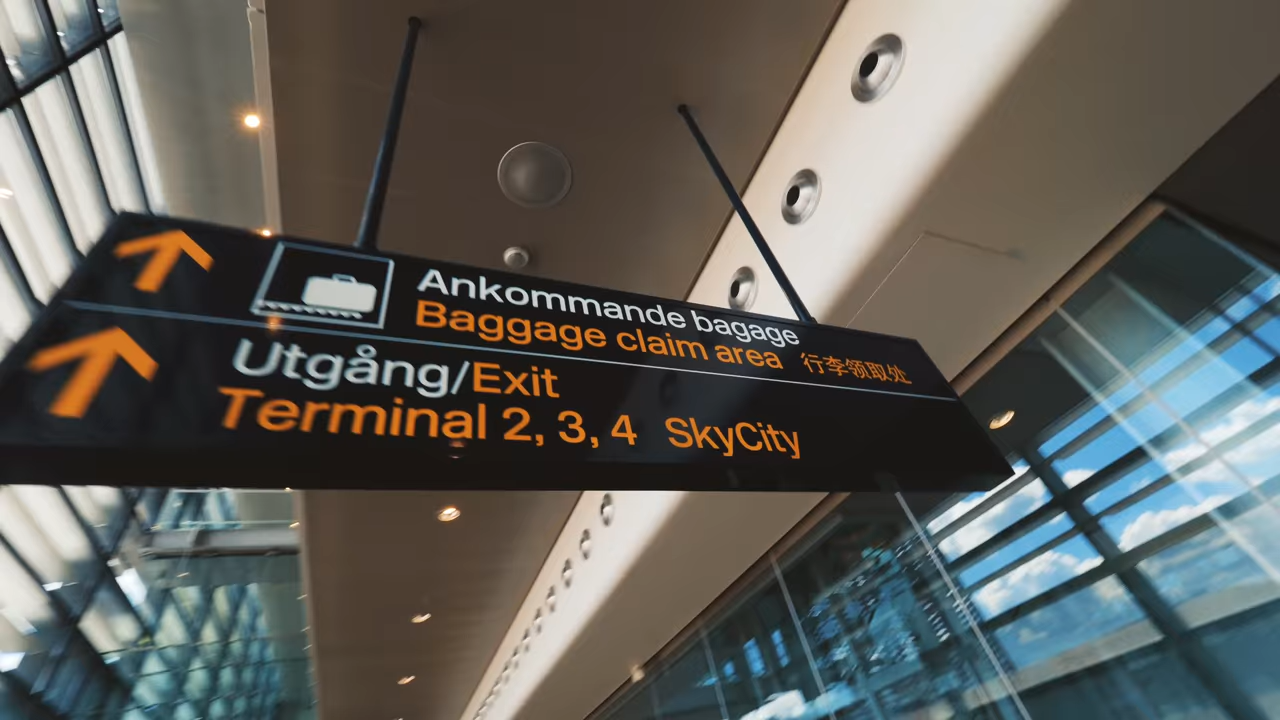 Ankommande bagage
Baggage claim area 行李领取处
Utgång/Exit
Terminal 2, 3, 4 SkyCity